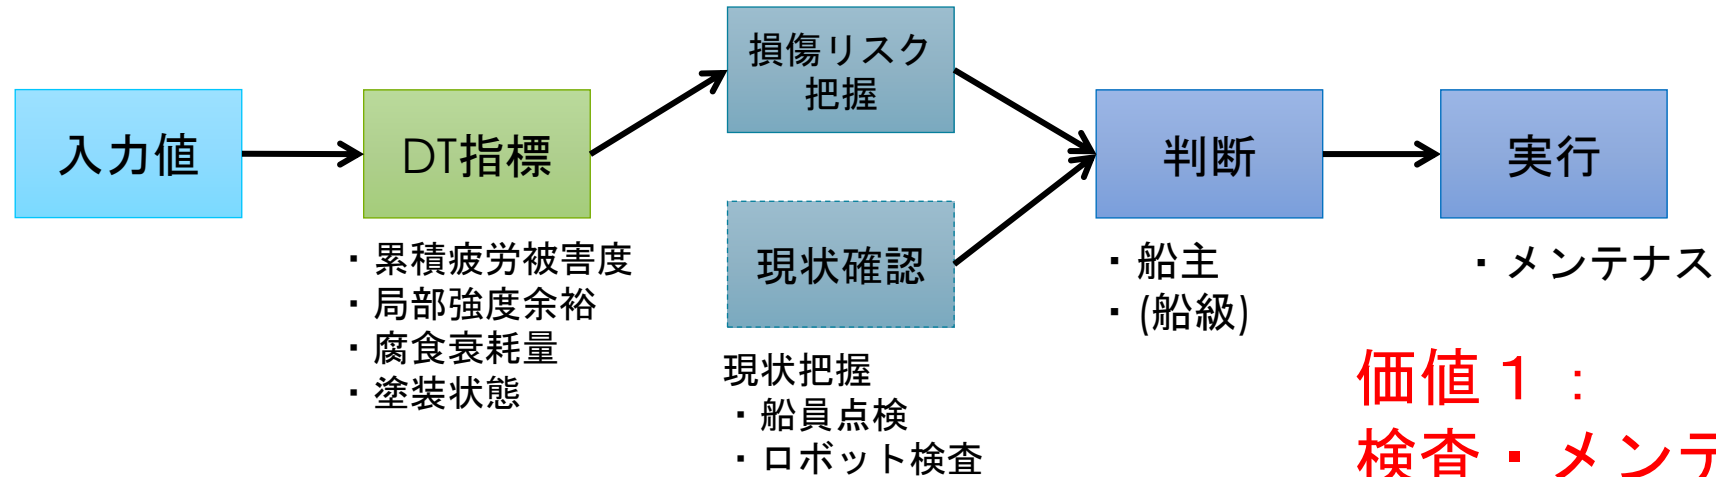 損傷リスク
把握
入力値
DT指標
判断
実行
・累積疲労被害度
・局部強度余裕
・腐食衰耗量
・塗装状態
現状確認
現状把握
・船員点検
・ロボット検査
・船主
・(船級)
・メンテナス
価値１：
検査・メンテ